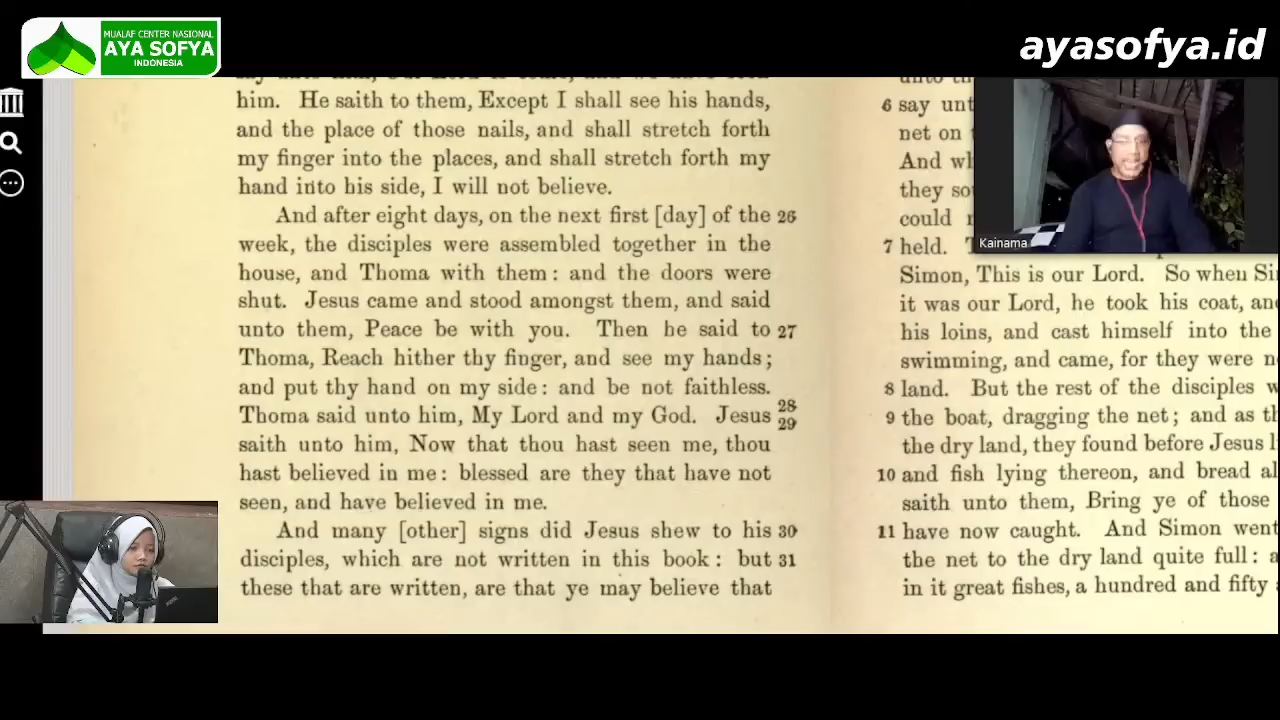 MUALAF CENTER NASIONAL
AYA SOFYA
INDONESIA
ayasofya.id
him. He saith to them, Except I shall see his hands,
and the place of those nails, and shall stretch forth
my finger into the places, and shall stretch forth my
hand into his side, I will not believe.
And after eight days, on the next first [day] of the 26
week, the disciples were assembled together in the
house, and Thoma with them: and the doors were
shut. Jesus came and stood amongst them, and said
unto them, Peace be with you. Then he said to 27
Thoma, Reach hither thy finger, and see my hands;
and put thy hand on my side: and be not faithless.
Thoma said unto him, My Lord and my God. Jesus 28
29
saith unto him, Now that thou hast seen me, thou
hast believed in me: blessed are they that have not
seen, and have believed in me.
And many [other] signs did Jesus shew to his 30
disciples, which are not written in this book: but 31
these that are written, are that ye may believe that
6 say unt
net on
And wh
they so
could
7 held.
Simon, This is our Lord. So when Si
it was our Lord, he took his coat, an
his loins, and cast himself into the
swimming, and came, for they were n
8 land. But the rest of the disciples w
9 the boat, dragging the net; and as t
the dry land, they found before Jesus
10 and fish lying thereon, and bread a
saith unto them, Bring ye of those
11 have now caught. And Simon went
the net to the dry land quite full: a
in it great fishes, a hundred and fifty
Kainama